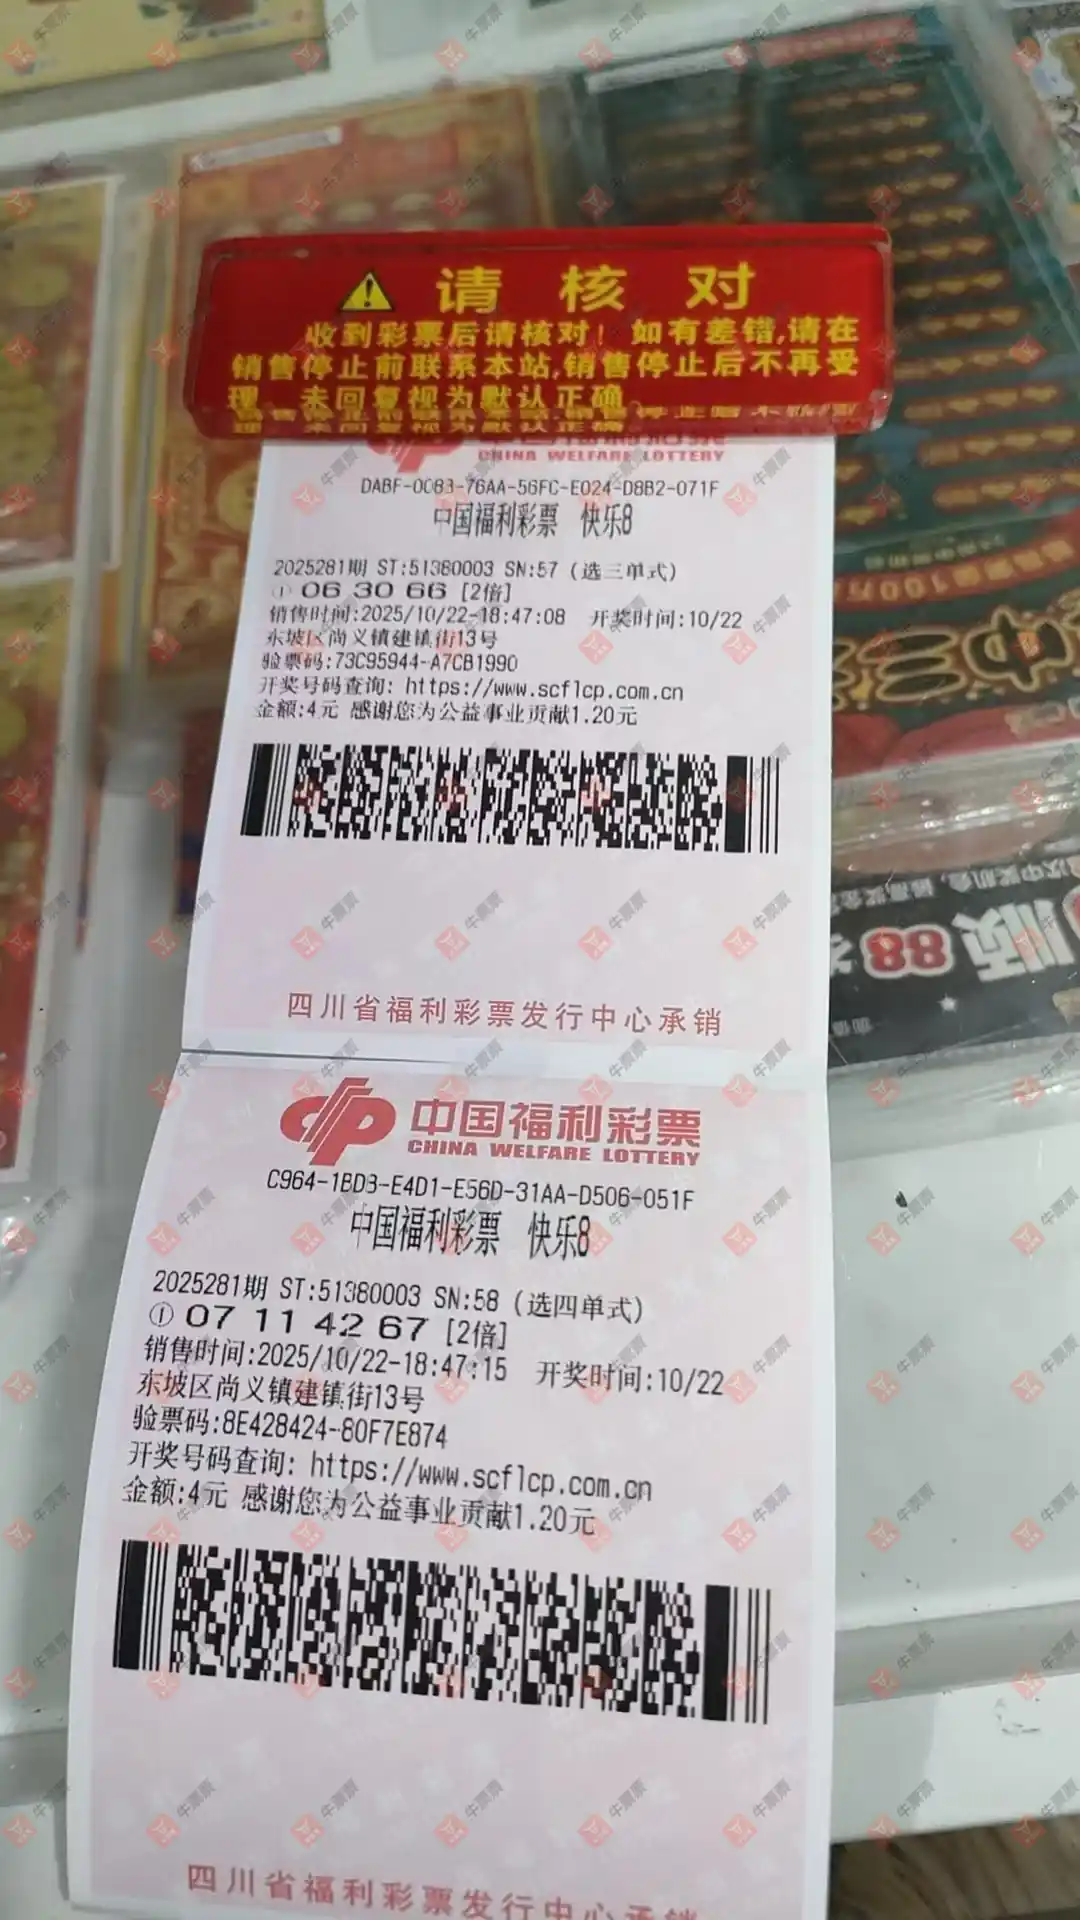 请核对
收到彩票后请核对！如有差错,请在
销售停止前联系本站,销售停止后不再受
理，未回复视为默认正确。
CHINA WELFARE LOTTERY
DABF-00B3-76AA-56FC-E024-D8B2-071F
中国福利彩票 快乐8
2025281期 ST:51380003 SN:57 (选三单式)
① 06 30 66 [2倍]
销售时间:2025/10/22-18:47:08 开奖时间:10/22
东坡区尚义镇建镇街13号
验票码:73C95944-A7CB1990
开奖号码查询: https://www.scflcp.com.cn
金额:4元 感谢您为公益事业贡献1.20元
四川省福利彩票发行中心承销
中国福利彩票
CHINA WELFARE LOTTERY
C964-1BD3-E4D1-E56D-31AA-D506-051F
中国福利彩票 快乐8
2025281期 ST:51380003 SN:58 (选四单式)
① 07 11 42 67 [2倍]
销售时间:2025/10/22-18:47:15 开奖时间:10/22
东坡区尚义镇建镇街13号
验票码:8E428424-80F7E874
开奖号码查询: https://www.scflcp.com.cn
金额:4元 感谢您为公益事业贡献1.20元
四川省福利彩票发行中心承销
88
顺
牛票票